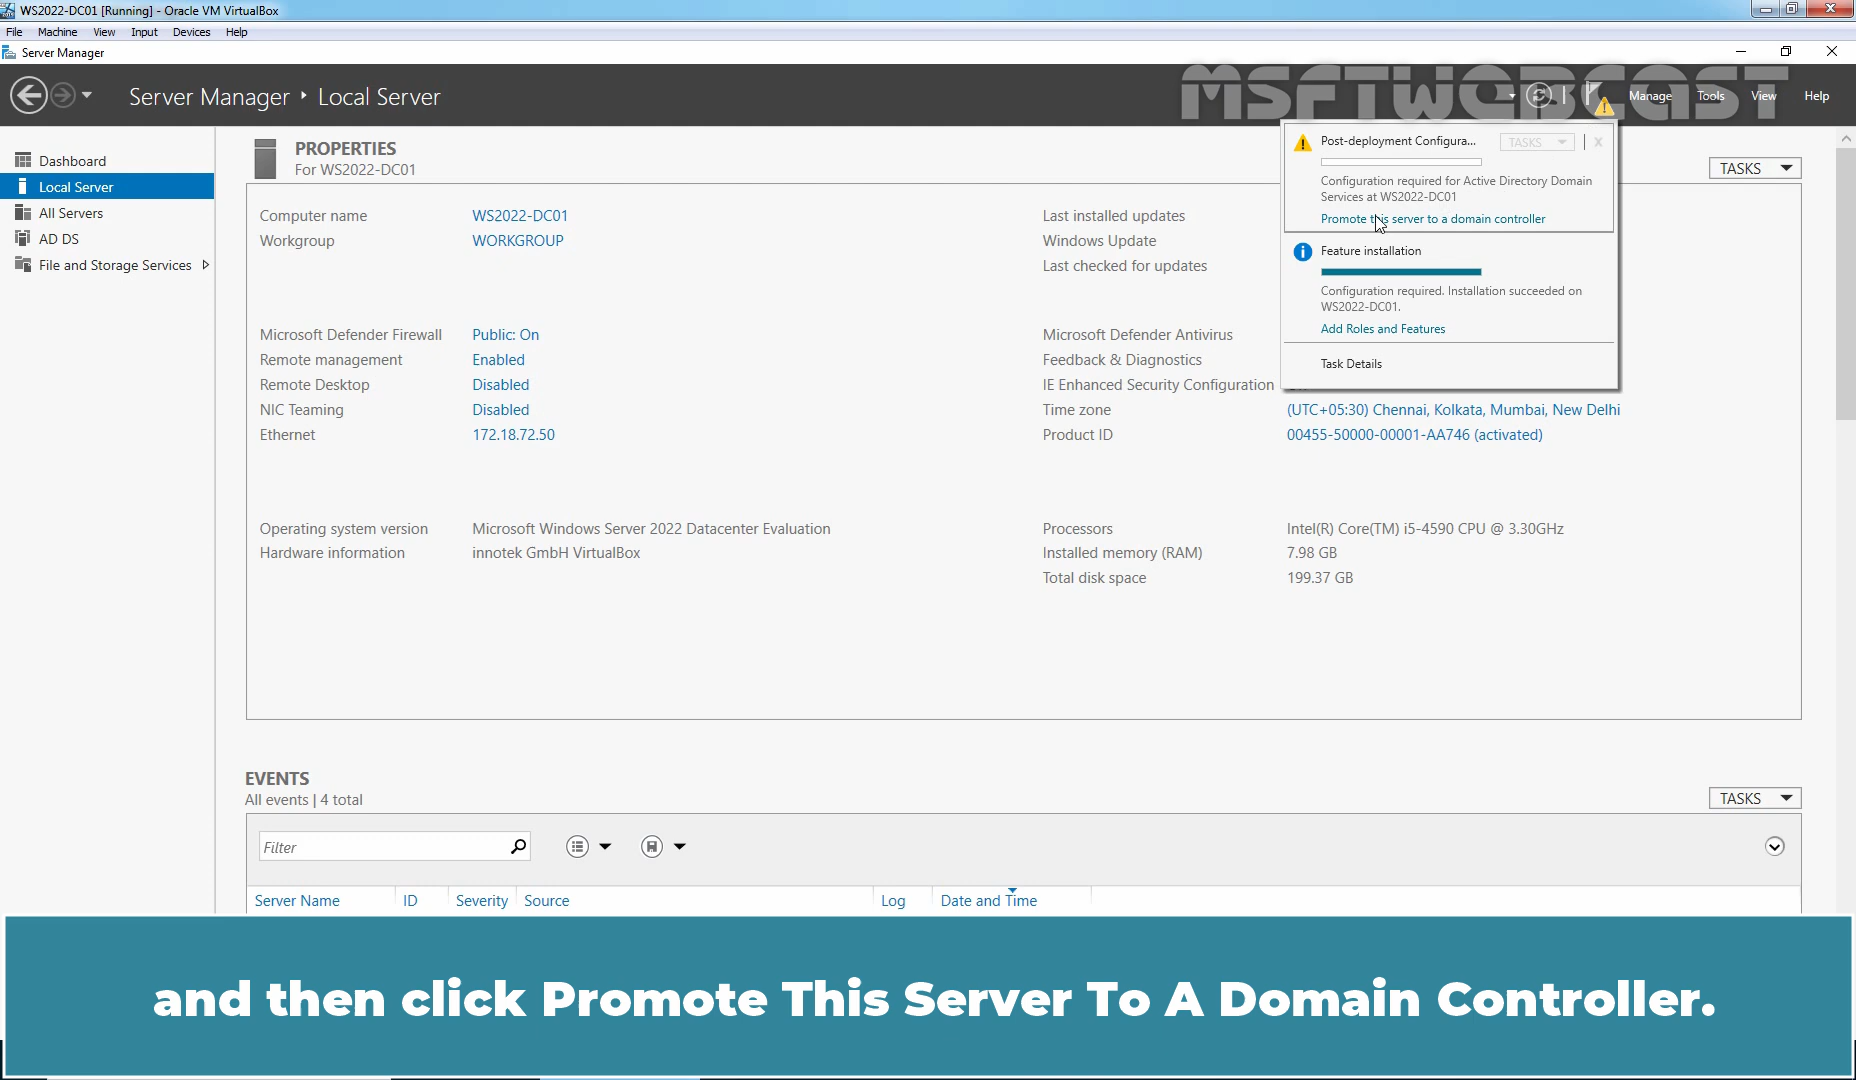 WS2022-DC01 [Running] - Oracle VM VirtualBox
File Machine View Input Devices Help
Server Manager
Server Manager ‣ Local Server
MSFTWEBCAST
Manage Tools View Help
Dashboard
Local Server
All Servers
AD DS
File and Storage Services
PROPERTIES
For WS2022-DC01
TASKS
Computer name WS2022-DC01
Workgroup WORKGROUP
Microsoft Defender Firewall Public: On
Remote management Enabled
Remote Desktop Disabled
NIC Teaming Disabled
Ethernet 172.18.72.50
Operating system version Microsoft Windows Server 2022 Datacenter Evaluation
Hardware information innotek GmbH VirtualBox
Last installed updates
Windows Update
Last checked for updates
Microsoft Defender Antivirus
Feedback & Diagnostics
IE Enhanced Security Configuration
Time zone (UTC+05:30) Chennai, Kolkata, Mumbai, New Delhi
Product ID 00455-50000-00001-AA746 (activated)
Processors Intel(R) Core(TM) i5-4590 CPU @ 3.30GHz
Installed memory (RAM) 7.98 GB
Total disk space 199.37 GB
Post-deployment Configura... TASKS X
Configuration required for Active Directory Domain
Services at WS2022-DC01
Promote this server to a domain controller
Feature installation
Configuration required. Installation succeeded on
WS2022-DC01.
Add Roles and Features
Task Details
EVENTS
All events | 4 total
TASKS
Filter
Server Name ID Severity Source Log Date and Time
and then click Promote This Server To A Domain Controller.